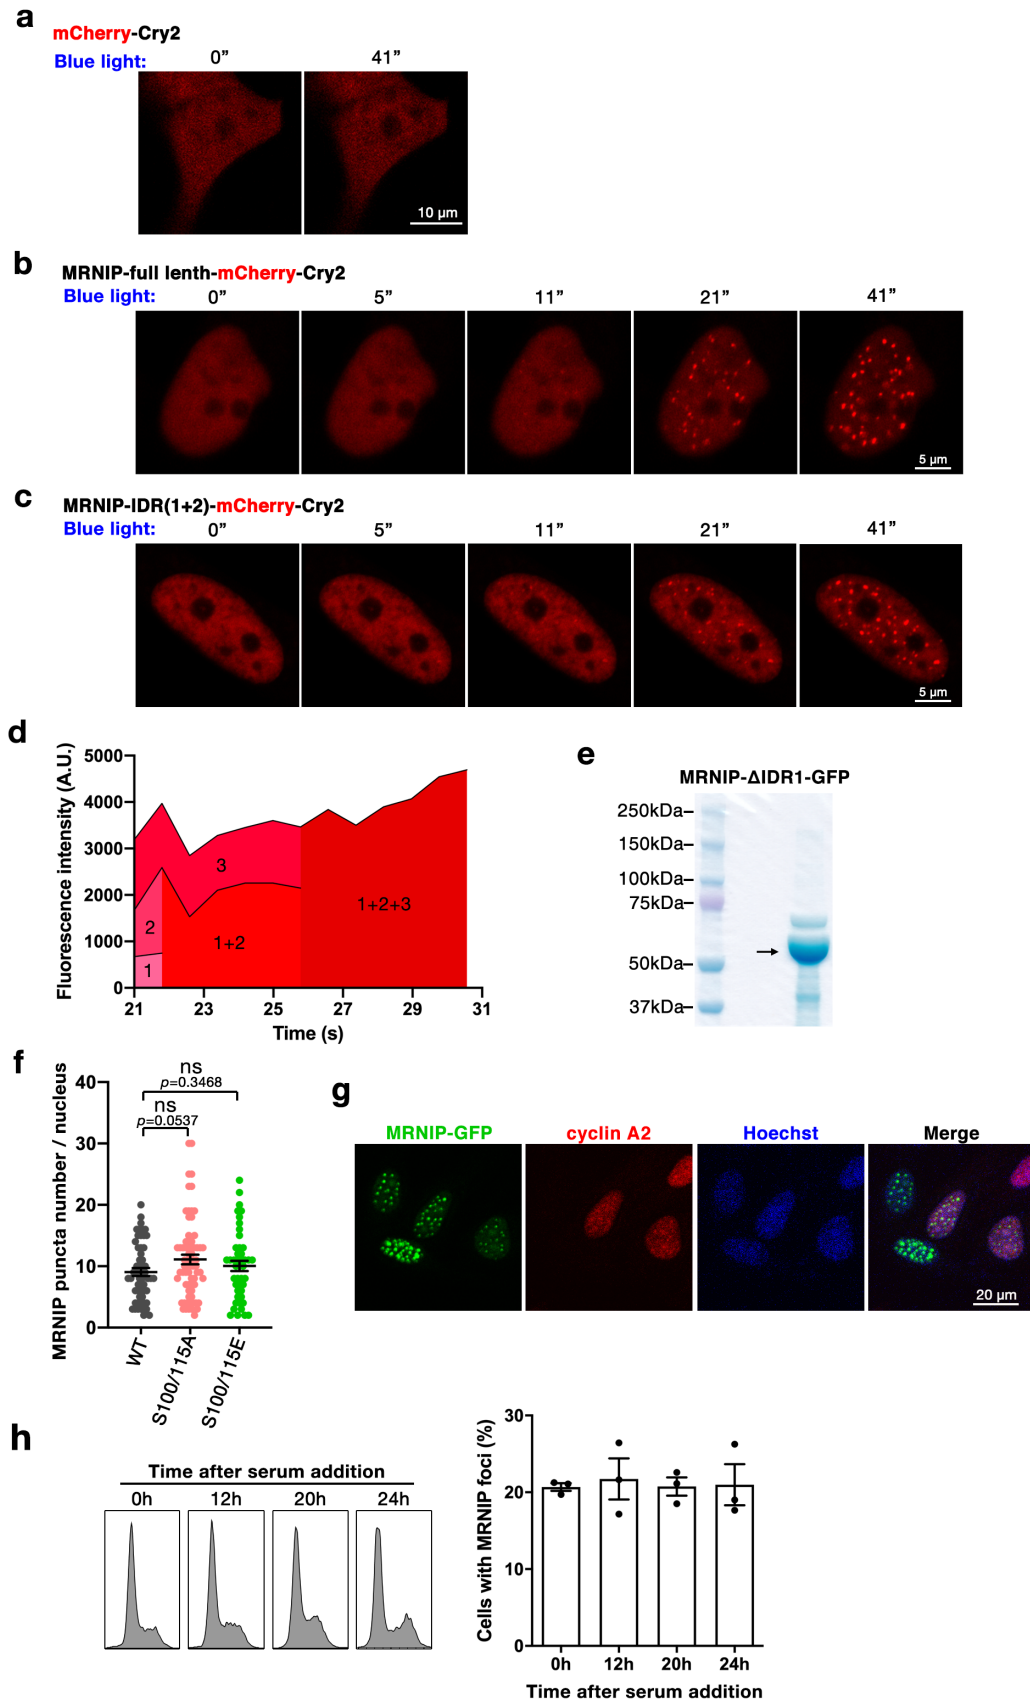 a
mCherry-Cry2
Blue light: 0” 41”
10 µm
b
MRNIP-full lenth-mCherry-Cry2
Blue light: 0” 5” 11” 21” 41”
5 µm
c
MRNIP-IDR(1+2)-mCherry-Cry2
Blue light: 0” 5” 11” 21” 41”
5 µm
d
Fluorescence intensity (A.U.)
5000
4000
3000
2000
1000
0
3
2
1
1+2
1+2+3
21 23 25 27 29 31
Time (s)
e
MRNIP-ΔIDR1-GFP
250kDa
150kDa
100kDa
75kDa
50kDa
37kDa
f
MRNIP puncta number / nucleus
40
30
20
10
0
ns
p=0.3468
ns
p=0.0537
WT S100/115A S100/115E
g
MRNIP-GFP cyclin A2 Hoechst Merge
20 µm
h
Time after serum addition
0h 12h 20h 24h
Cells with MRNIP foci (%)
30
20
10
0
0h 12h 20h 24h
Time after serum addition